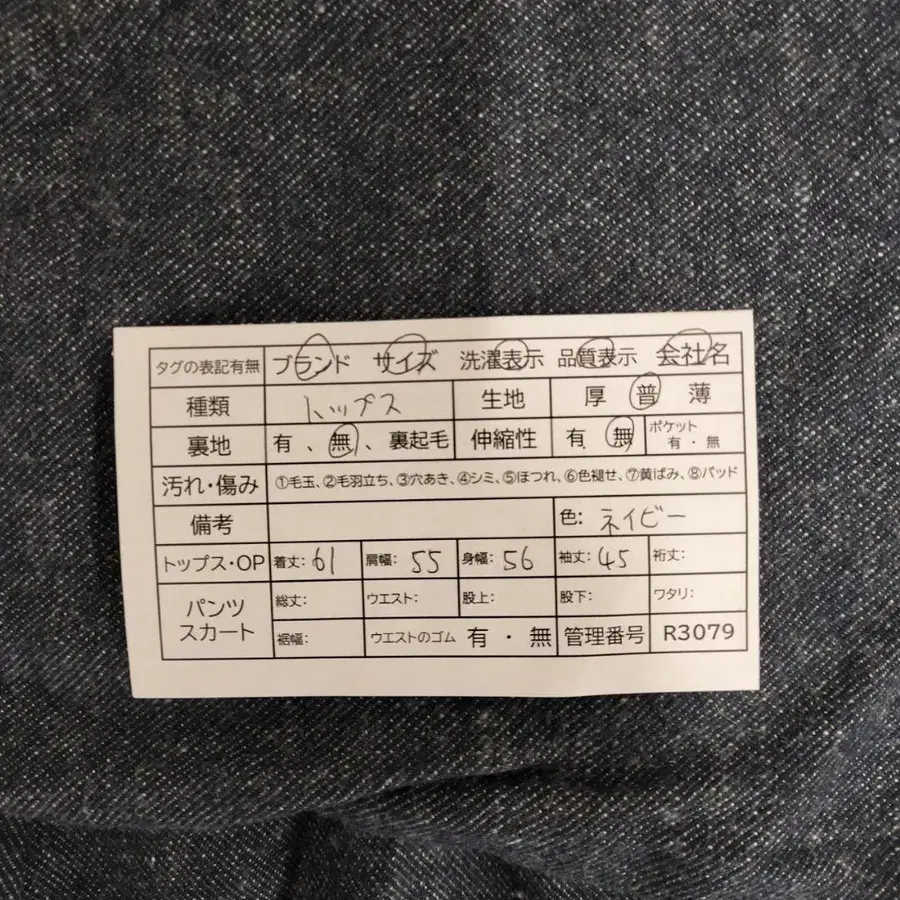 タグの表記有無 ブランド サイズ 洗濯表示 品質表示 会社名
種類 トップス 生地 厚 普 薄
裏地 有 、無 、裏起毛 伸縮性 有 無 ポケット 有・無
汚れ・傷み ①毛玉、②毛羽立ち、③穴あき、④シミ、⑤ほつれ、⑥色褪せ、⑦黄ばみ、⑧パッド
備考 色: ネイビー
トップス・OP 着丈: 61 肩幅: 55 身幅: 56 袖丈: 45 裄丈:
パンツ スカート 総丈: ウエスト: 股上: 股下: ワタリ:
裾幅: ウエストのゴム 有・無 管理番号 R3079